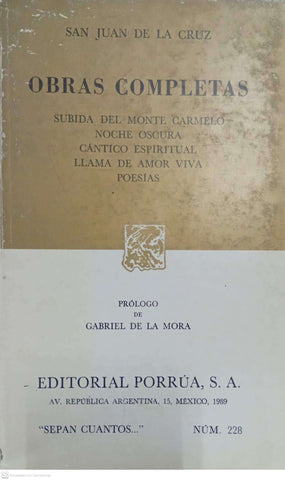 SAN JUAN DE LA CRUZ
OBRAS COMPLETAS
SUBIDA DEL MONTE CARMELO
NOCHE OSCURA
CÁNTICO ESPIRITUAL
LLAMA DE AMOR VIVA
POESÍAS
PRÓLOGO
DE
GABRIEL DE LA MORA
EDITORIAL PORRÚA, S. A.
AV. REPÚBLICA ARGENTINA, 15, MÉXICO, 1989
"SEPAN CUANTOS..." NÚM. 228